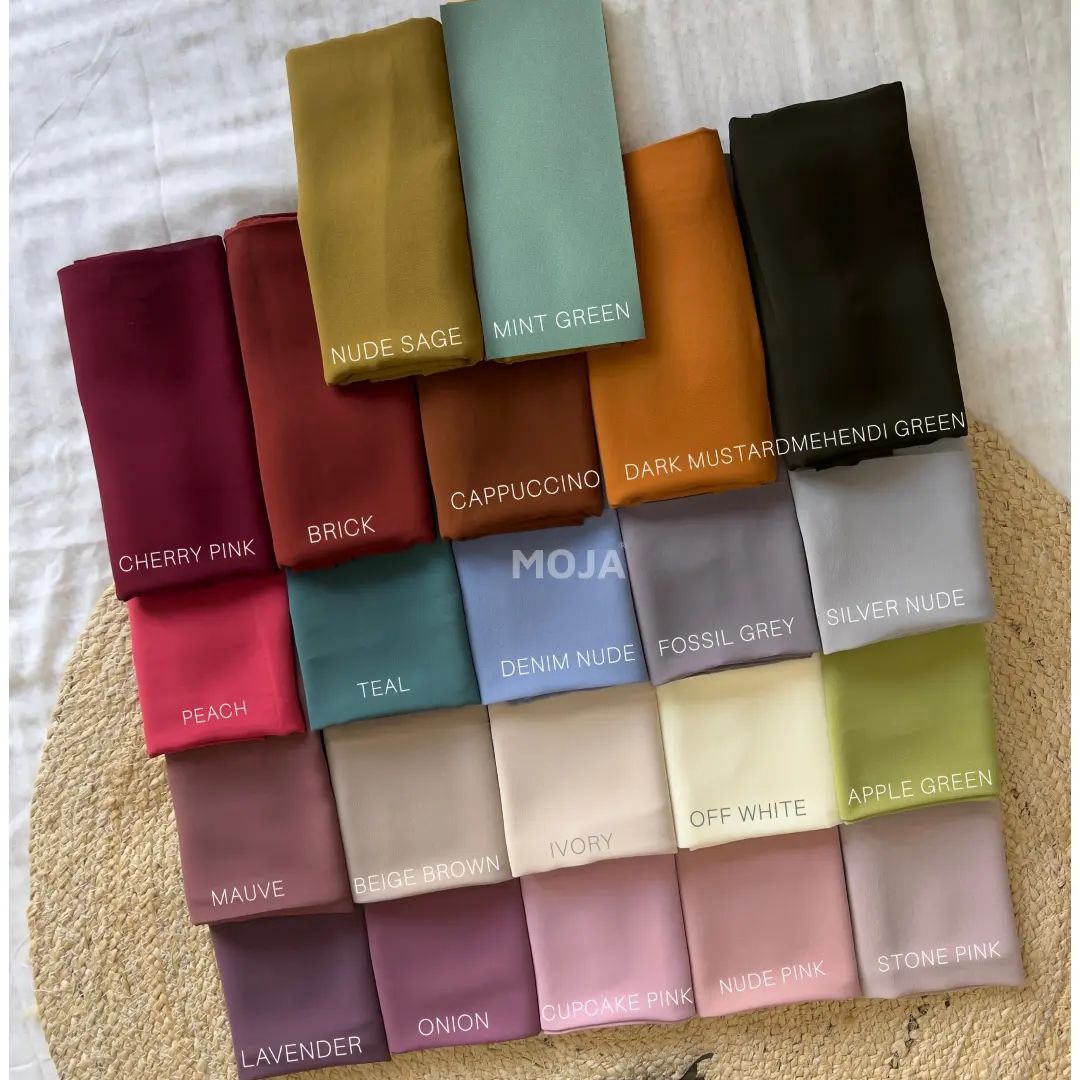 NUDE SAGE
MINT GREEN
CHERRY PINK
BRICK
CAPPUCCINO
DARK MUSTARD
MEHENDI GREEN
MOJA
PEACH
TEAL
DENIM NUDE
FOSSIL GREY
SILVER NUDE
MAUVE
BEIGE BROWN
IVORY
OFF WHITE
APPLE GREEN
LAVENDER
ONION
CUPCAKE PINK
NUDE PINK
STONE PINK